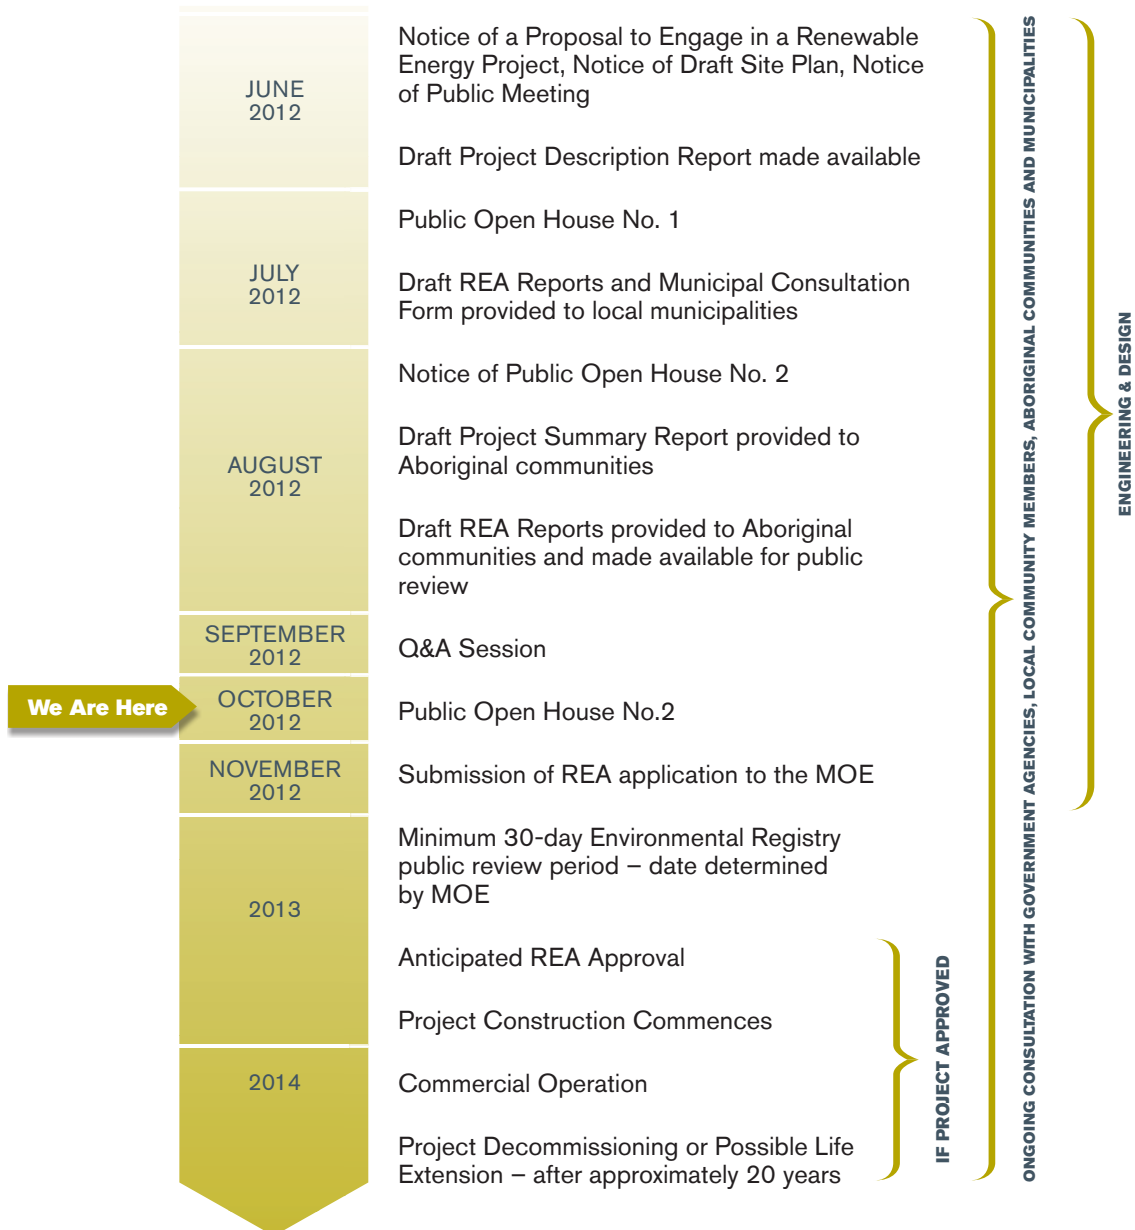 JUNE
2012
Notice of a Proposal to Engage in a Renewable
Energy Project, Notice of Draft Site Plan, Notice
of Public Meeting
Draft Project Description Report made available
JULY
2012
Public Open House No. 1
Draft REA Reports and Municipal Consultation
Form provided to local municipalities
AUGUST
2012
Notice of Public Open House No. 2
Draft Project Summary Report provided to
Aboriginal communities
Draft REA Reports provided to Aboriginal
communities and made available for public
review
SEPTEMBER
2012
Q&A Session
We Are Here
OCTOBER
2012
Public Open House No.2
NOVEMBER
2012
Submission of REA application to the MOE
2013
Minimum 30-day Environmental Registry
public review period – date determined
by MOE
Anticipated REA Approval
Project Construction Commences
2014
Commercial Operation
Project Decommissioning or Possible Life
Extension – after approximately 20 years
IF PROJECT APPROVED
ONGOING CONSULTATION WITH GOVERNMENT AGENCIES, LOCAL COMMUNITY MEMBERS, ABORIGINAL COMMUNITIES AND MUNICIPALITIES
ENGINEERING & DESIGN